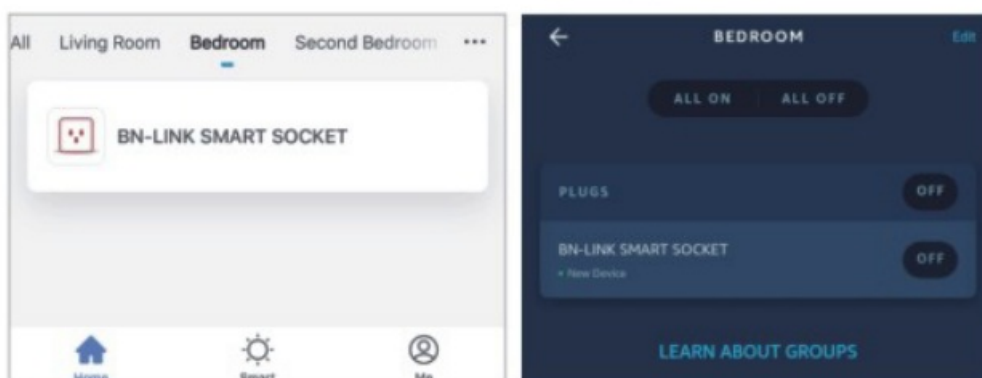 All Living Room Bedroom Second Bedroom ...
BN-LINK SMART SOCKET
Home Smart Me
BEDROOM Edit
ALL ON ALL OFF
PLUGS OFF
BN-LINK SMART SOCKET OFF
• New Device
LEARN ABOUT GROUPS